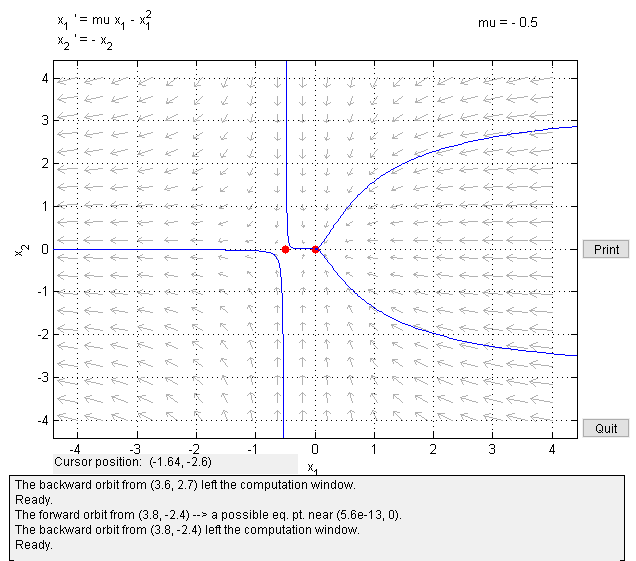 x1 ' = mu x1 - x1^2
mu = - 0.5
x2 ' = - x2
4
3
2
1
0
-1
-2
-3
-4
x2
-4
-3
-2
-1
0
1
2
3
4
x1
Print
Quit
Cursor position: (-1.64, -2.6)
The backward orbit from (3.6, 2.7) left the computation window.
Ready.
The forward orbit from (3.8, -2.4) --> a possible eq. pt. near (5.6e-13, 0).
The backward orbit from (3.8, -2.4) left the computation window.
Ready.